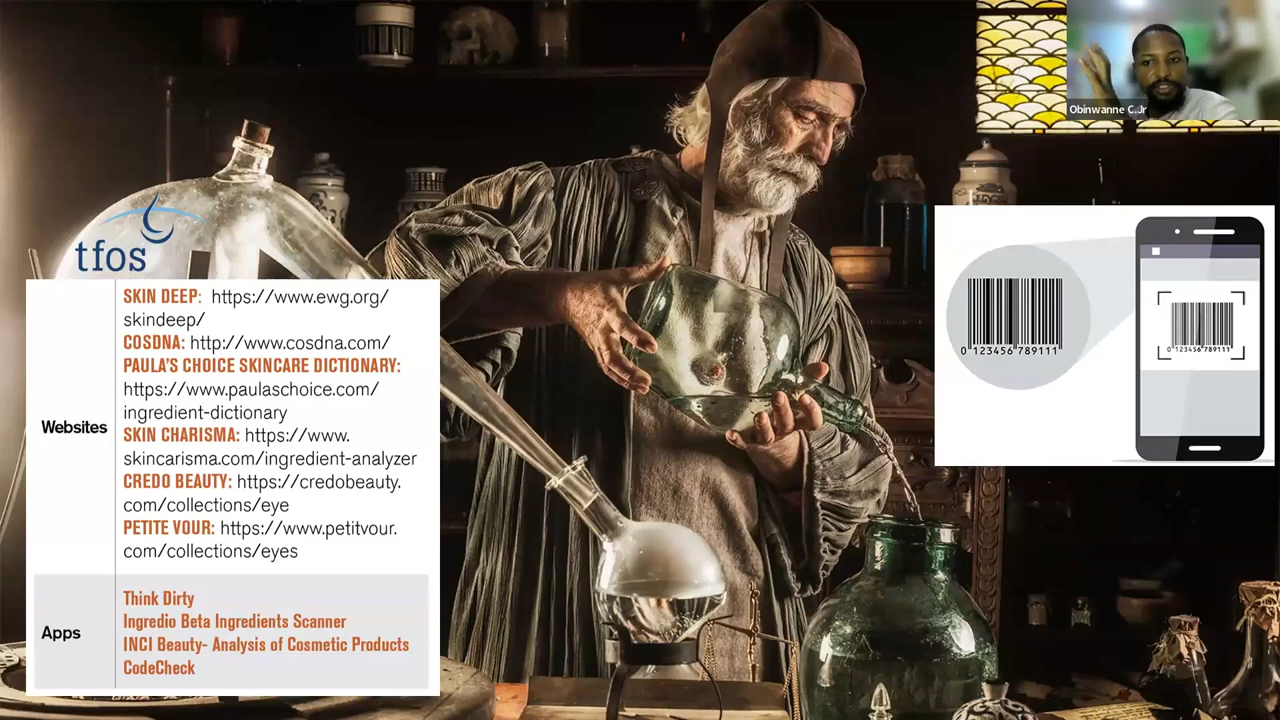 Obinwanne C.Jr
tfos
Websites
SKIN DEEP: https://www.ewg.org/
skindeep/
COSDNA: http://www.cosdna.com/
PAULA'S CHOICE SKINCARE DICTIONARY:
https://www.paulaschoice.com/
ingredient-dictionary
SKIN CHARISMA: https://www.
skincarisma.com/ingredient-analyzer
CREDO BEAUTY: https://credobeauty.
com/collections/eye
PETITE VOUR: https://www.petitvour.
com/collections/eyes
Apps
Think Dirty
Ingredio Beta Ingredients Scanner
INCI Beauty- Analysis of Cosmetic Products
CodeCheck
0 123456 789111
0 123456 789111